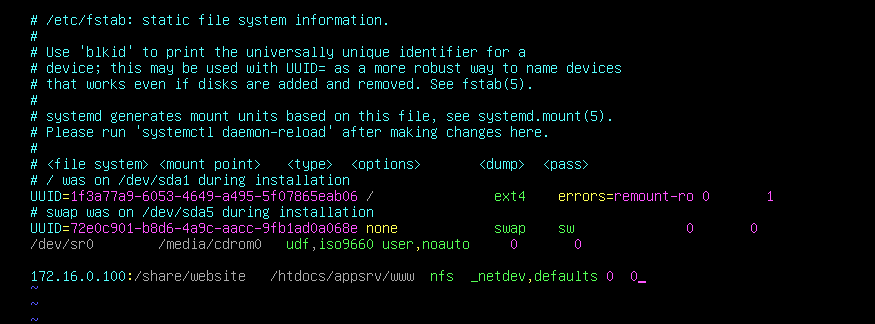 # /etc/fstab: static file system information.
#
# Use 'blkid' to print the universally unique identifier for a
# device; this may be used with UUID= as a more robust way to name devices
# that works even if disks are added and removed. See fstab(5).
#
# systemd generates mount units based on this file, see systemd.mount(5).
# Please run 'systemctl daemon-reload' after making changes here.
#
# <file system> <mount point>   <type>  <options>       <dump>  <pass>
# / was on /dev/sda1 during installation
UUID=1f3a77a9-6053-4649-a495-5f07865eab06 /               ext4    errors=remount-ro 0       1
# swap was on /dev/sda5 during installation
UUID=72e0c901-b8d6-4a9c-aacc-9fb1ad0a068e none            swap    sw              0       0
/dev/sr0        /media/cdrom0   udf,iso9660 user,noauto     0       0

172.16.0.100:/share/website   /htdocs/appsrv/www  nfs  _netdev,defaults 0  0_
~
~
~